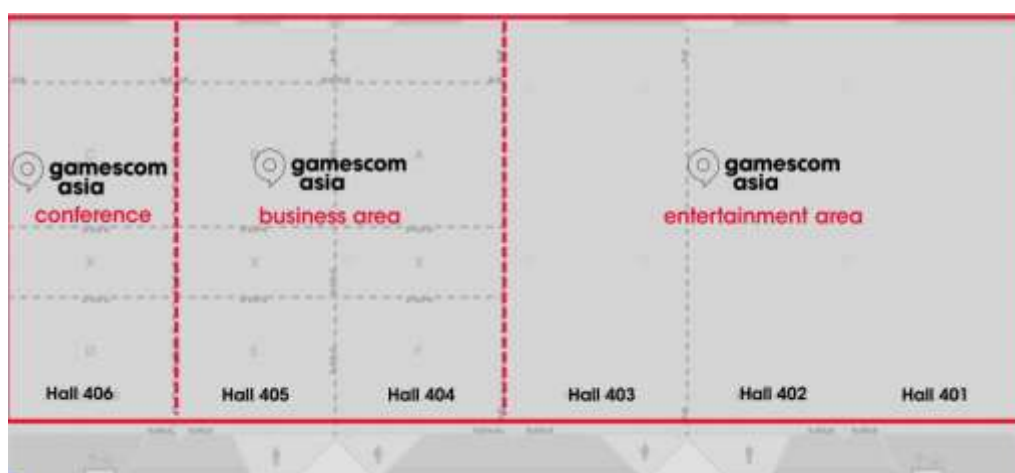 gamescom
asia
conference
gamescom
asia
business area
gamescom
asia
entertainment area
Hall 406
Hall 405
Hall 404
Hall 403
Hall 402
Hall 401